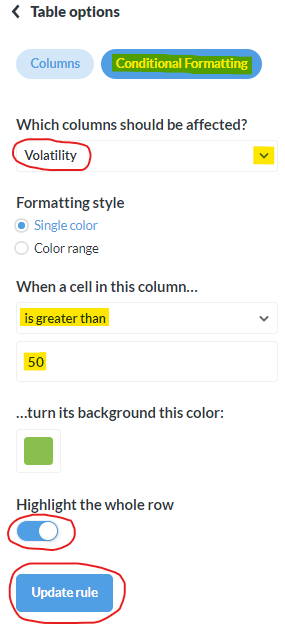 Table options
Columns Conditional Formatting
Which columns should be affected?
Volatility
Formatting style
Single color
Color range
When a cell in this column...
is greater than
50
...turn its background this color:
Highlight the whole row
Update rule